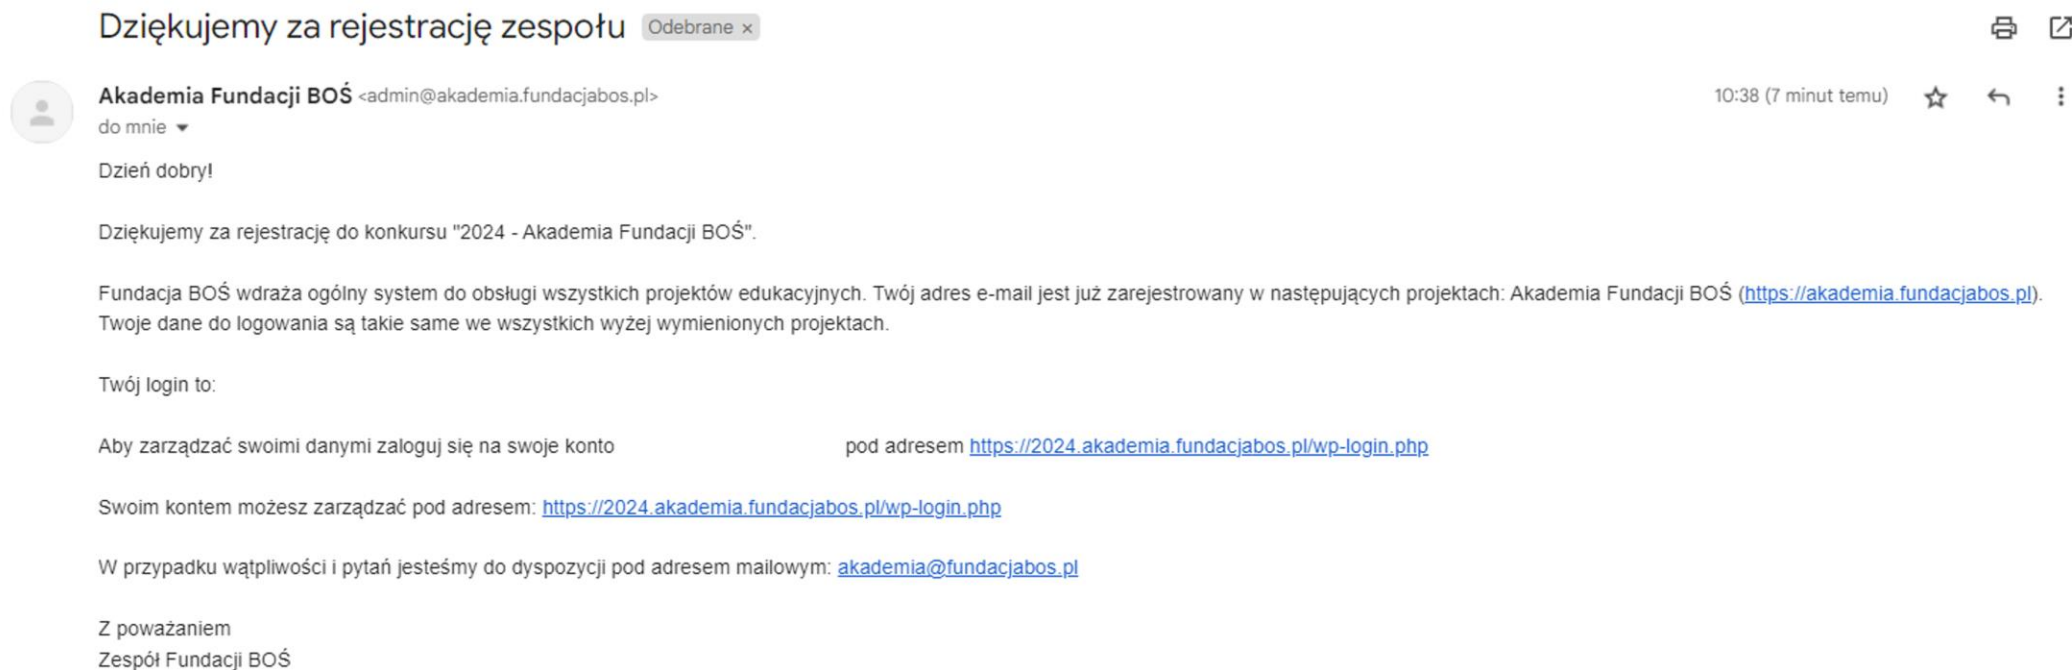 Dziękujemy za rejestrację zespołu Odebrane ×
Akademia Fundacji BOŚ <admin@akademia.fundacjabos.pl> 10:38 (7 minut temu)
do mnie
Dzień dobry!
Dziękujemy za rejestrację do konkursu "2024 - Akademia Fundacji BOŚ".
Fundacja BOŚ wdraża ogólny system do obsługi wszystkich projektów edukacyjnych. Twój adres e-mail jest już zarejestrowany w następujących projektach: Akademia Fundacji BOŚ (https://akademia.fundacjabos.pl).
Twoje dane do logowania są takie same we wszystkich wyżej wymienionych projektach.
Twój login to:
Aby zarządzać swoimi danymi zaloguj się na swoje konto pod adresem https://2024.akademia.fundacjabos.pl/wp-login.php
Swoim kontem możesz zarządzać pod adresem: https://2024.akademia.fundacjabos.pl/wp-login.php
W przypadku wątpliwości i pytań jesteśmy do dyspozycji pod adresem mailowym: akademia@fundacjabos.pl
Z poważaniem
Zespół Fundacji BOŚ